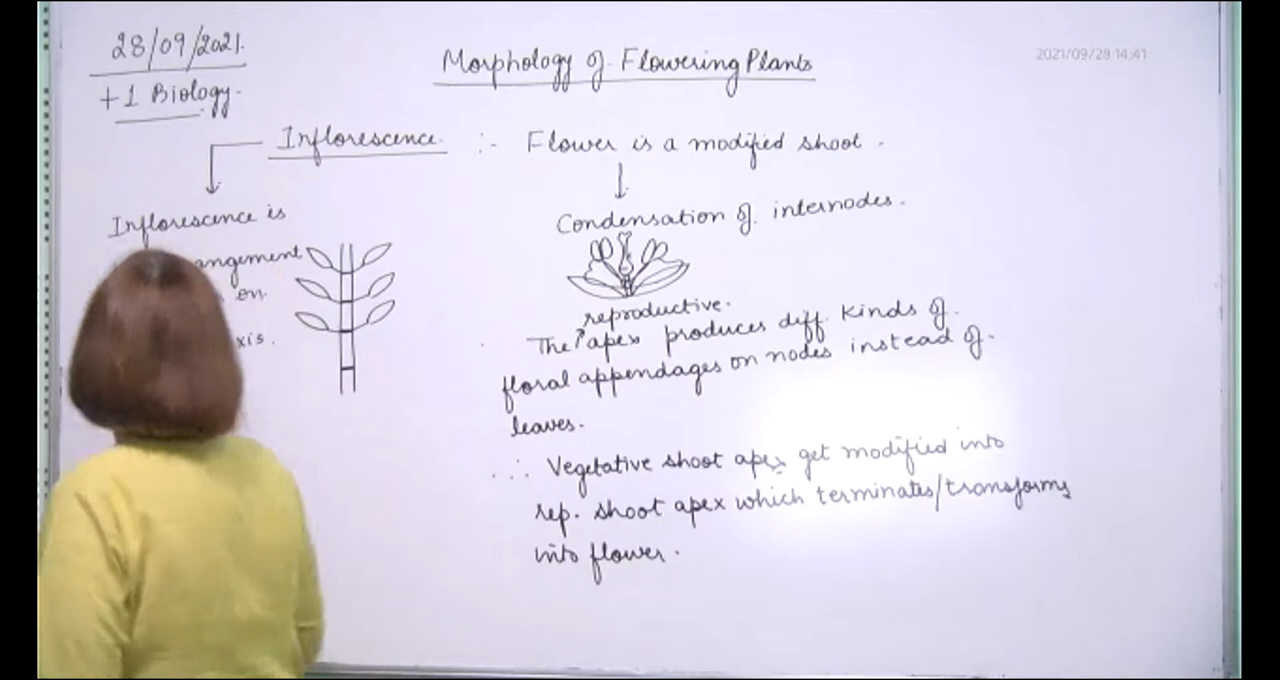 28/09/2021.
+1 Biology.
Morphology of Flowering Plants
2021/09/28 14:41
Inflorescence :- Flower is a modified shoot.
Inflorescence is
angement
on
xis.
Condensation of internodes.
reproductive.
The apex produces diff. kinds of
floral appendages on nodes instead of
leaves.
∴ Vegetative shoot apex get modified into
rep. shoot apex which terminates/transforms
into flower.